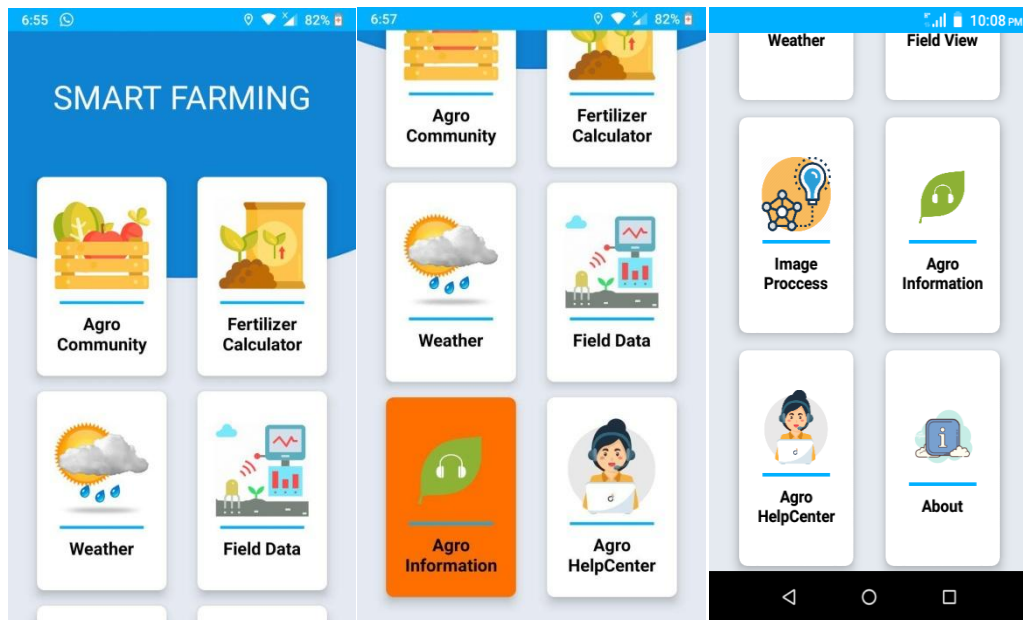 6:55 82%
SMART FARMING
Agro
Community
Fertilizer
Calculator
Weather
Field Data
6:57 82%
Agro
Community
Fertilizer
Calculator
Weather
Field Data
Agro
Information
Agro
HelpCenter
10:08 PM
Weather
Field View
Image
Proccess
Agro
Information
Agro
HelpCenter
About